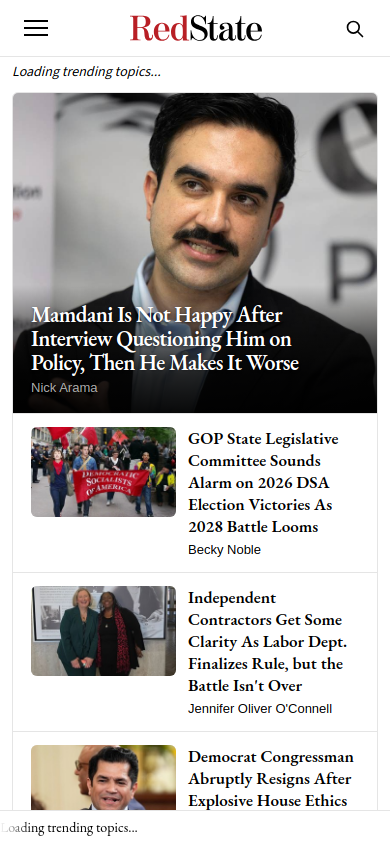 RedState
Loading trending topics...
Mamdani Is Not Happy After
Interview Questioning Him on
Policy, Then He Makes It Worse
Nick Arama
GOP State Legislative
Committee Sounds
Alarm on 2026 DSA
Election Victories As
2028 Battle Looms
Becky Noble
DEMOCRATIC
SOCIALISTS
OF AMERICA
Independent
Contractors Get Some
Clarity As Labor Dept.
Finalizes Rule, but the
Battle Isn't Over
Jennifer Oliver O'Connell
Democrat Congressman
Abruptly Resigns After
Explosive House Ethics
Loading trending topics...